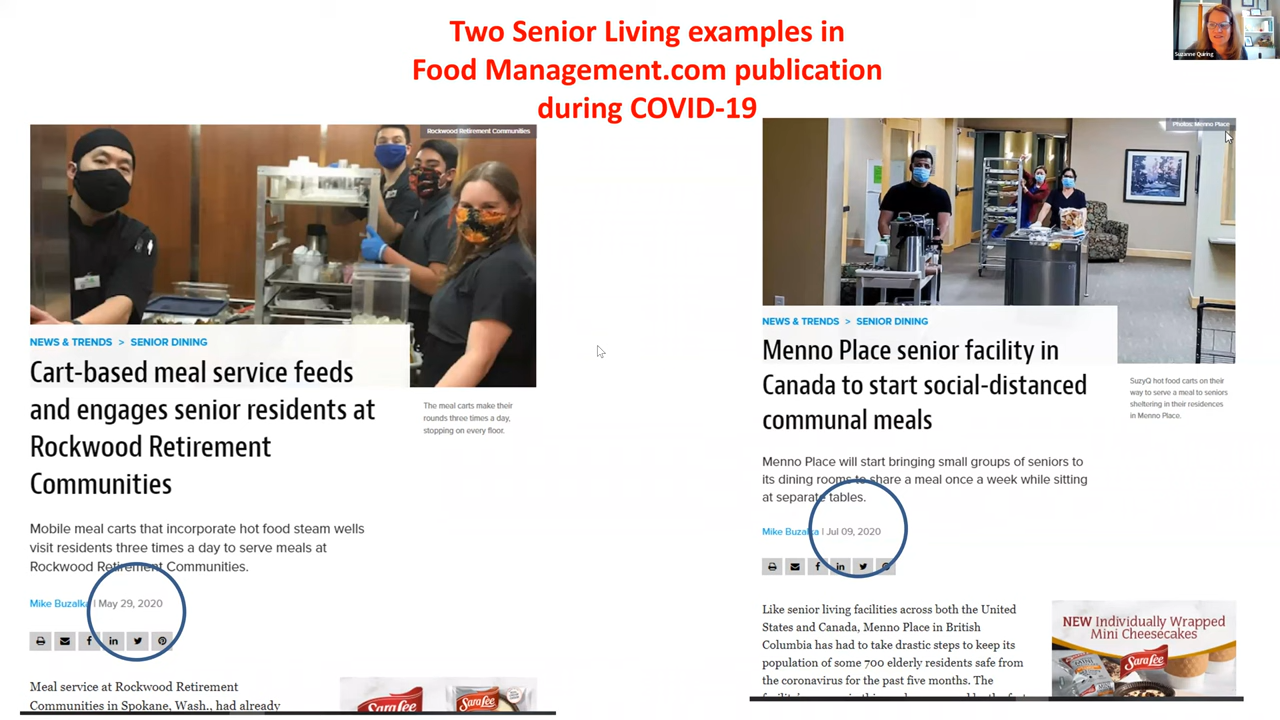 Two Senior Living examples in
Food Management.com publication
during COVID-19
Suzanne Quiring
Rockwood Retirement Communities
NEWS & TRENDS > SENIOR DINING
Cart-based meal service feeds
and engages senior residents at
Rockwood Retirement
Communities
The meal carts make their
rounds three times a day,
stopping on every floor.
Mobile meal carts that incorporate hot food steam wells
visit residents three times a day to serve meals at
Rockwood Retirement Communities.
Mike Buzalka | May 29, 2020
Meal service at Rockwood Retirement
Communities in Spokane, Wash., had already
Sara Lee
Sara Lee
Photos: Menno Place
NEWS & TRENDS > SENIOR DINING
Menno Place senior facility in
Canada to start social-distanced
communal meals
SuzyQ hot food carts on their
way to serve a meal to seniors
sheltering in their residences
in Menno Place.
Menno Place will start bringing small groups of seniors to
its dining rooms to share a meal once a week while sitting
at separate tables.
Mike Buzalka | Jul 09, 2020
Like senior living facilities across both the United
States and Canada, Menno Place in British
Columbia has had to take drastic steps to keep its
population of some 700 elderly residents safe from
the coronavirus for the past five months. The
NEW Individually Wrapped
Mini Cheesecakes
Sara Lee